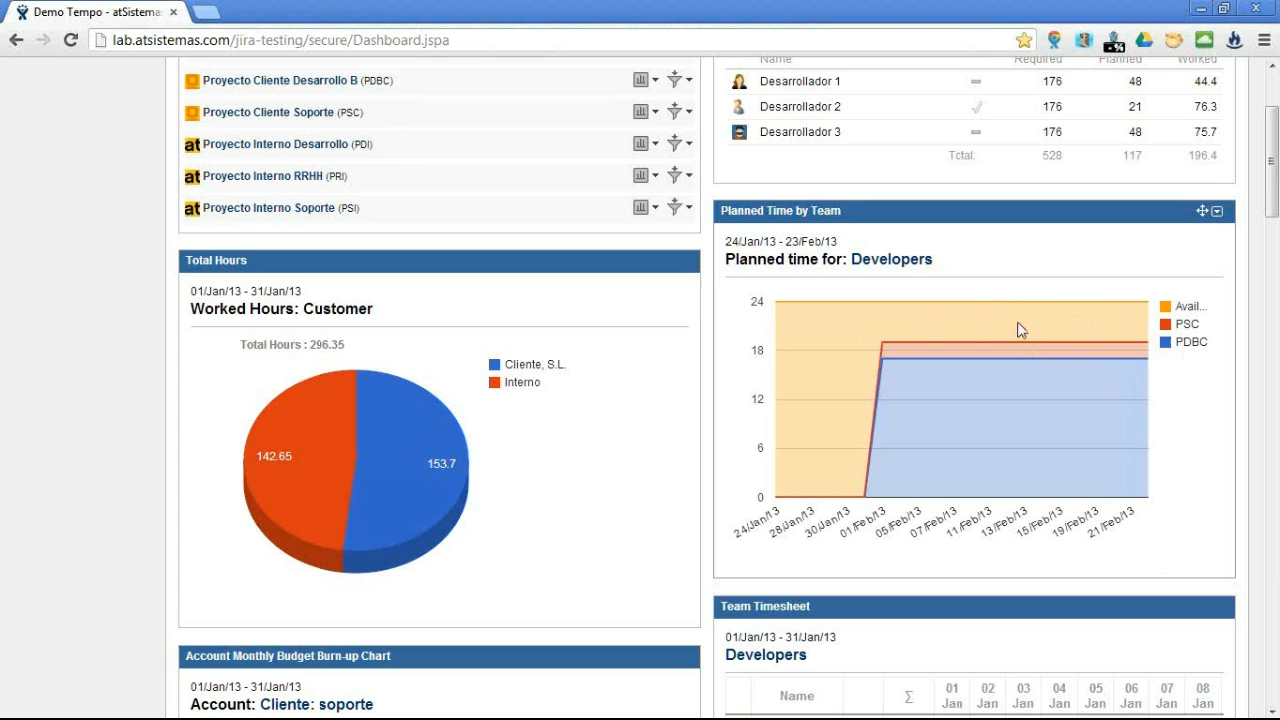 Demo Tempo - atSistema:
lab.atsistemas.com/jira-testing/secure/Dashboard.jspa
Proyecto Cliente Desarrollo B (PDBC)
Proyecto Cliente Soporte (PSC)
at Proyecto Interno Desarrollo (PDI)
at Proyecto Interno RRHH (PRI)
at Proyecto Interno Soporte (PSI)
Total Hours
01/Jan/13 - 31/Jan/13
Worked Hours: Customer
Total Hours : 296.35
Cliente, S.L.
Interno
142.65
153.7
Account Monthly Budget Burn-up Chart
01/Jan/13 - 31/Jan/13
Account: Cliente: soporte
Name Required Planned Worked
Desarrollador 1 176 48 44.4
Desarrollador 2 176 21 76.3
Desarrollador 3 176 48 75.7
Total: 528 117 196.4
Planned Time by Team
24/Jan/13 - 23/Feb/13
Planned time for: Developers
24
18
12
6
0
Avail...
PSC
PDBC
24/Jan/13 28/Jan/13 30/Jan/13 01/Feb/13 05/Feb/13 07/Feb/13 11/Feb/13 13/Feb/13 15/Feb/13 19/Feb/13 21/Feb/13
Team Timesheet
01/Jan/13 - 31/Jan/13
Developers
Name Σ 01 Jan 02 Jan 03 Jan 04 Jan 05 Jan 06 Jan 07 Jan 08 Jan